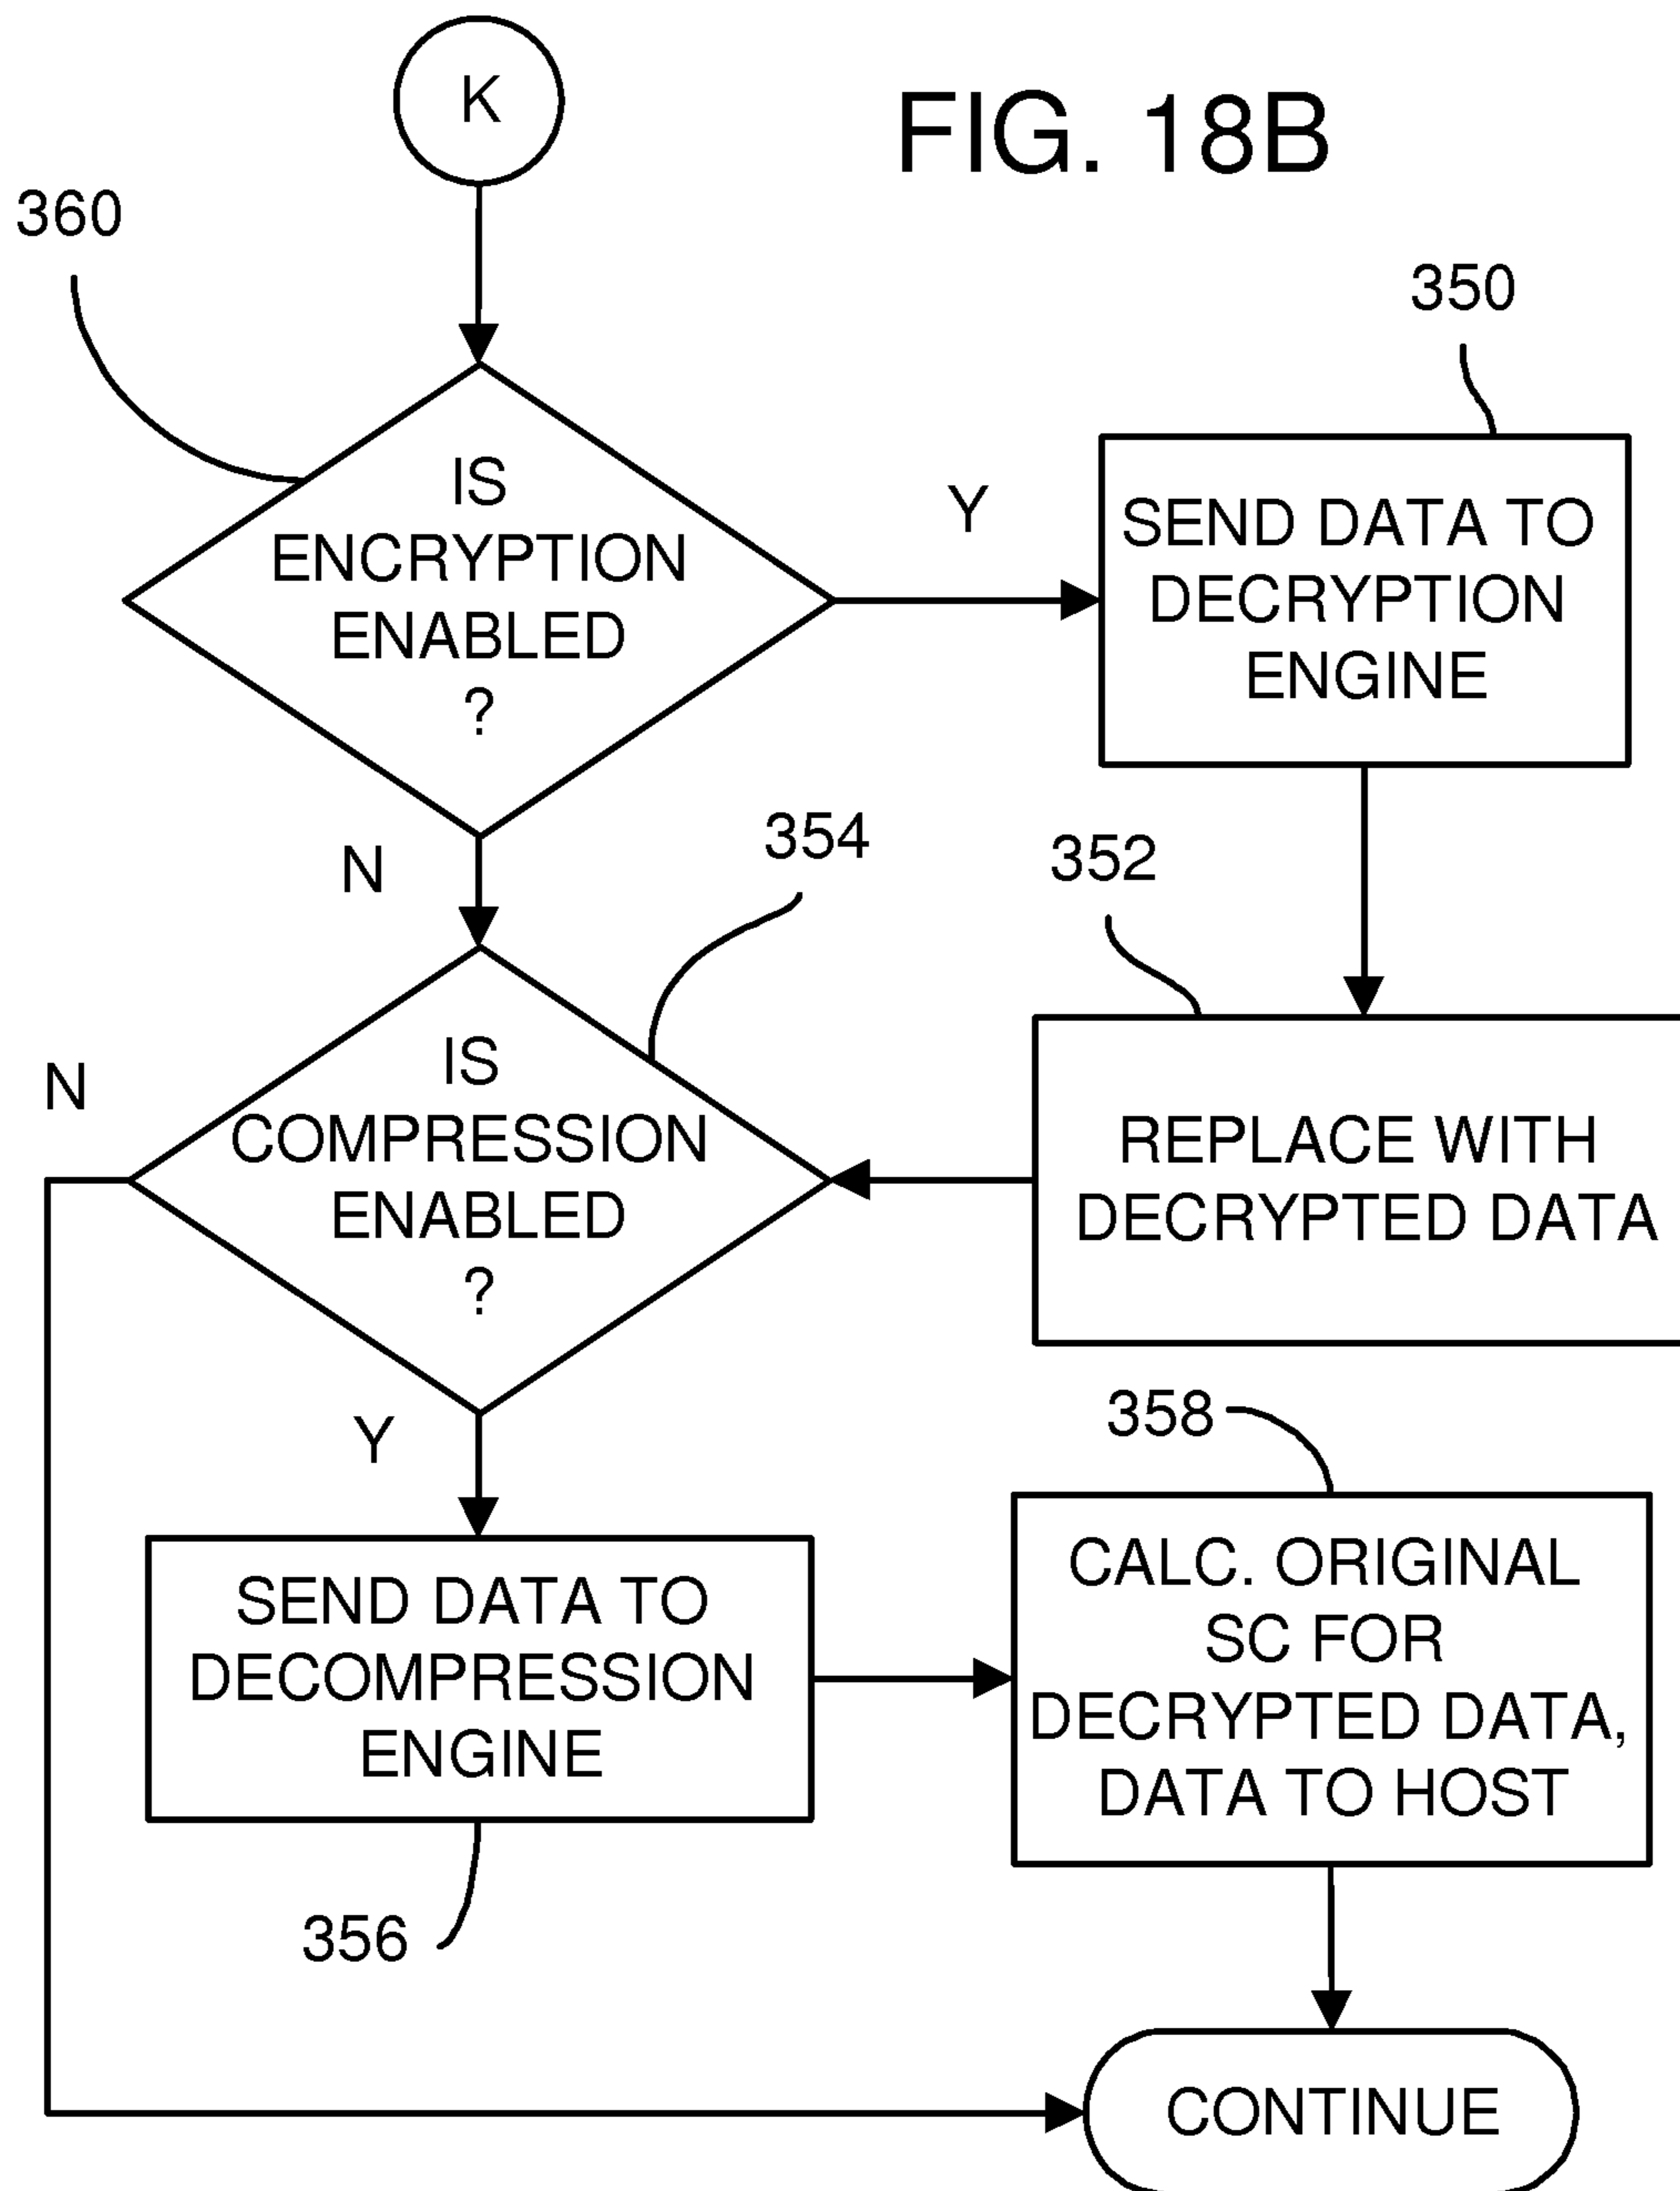 K
FIG. 18B
360
350
IS
ENCRYPTION
ENABLED
?
Y
SEND DATA TO
DECRYPTION
ENGINE
N
354
352
IS
COMPRESSION
ENABLED
?
N
REPLACE WITH
DECRYPTED DATA
Y
358
SEND DATA TO
DECOMPRESSION
ENGINE
CALC. ORIGINAL
SC FOR
DECRYPTED DATA,
DATA TO HOST
356
CONTINUE